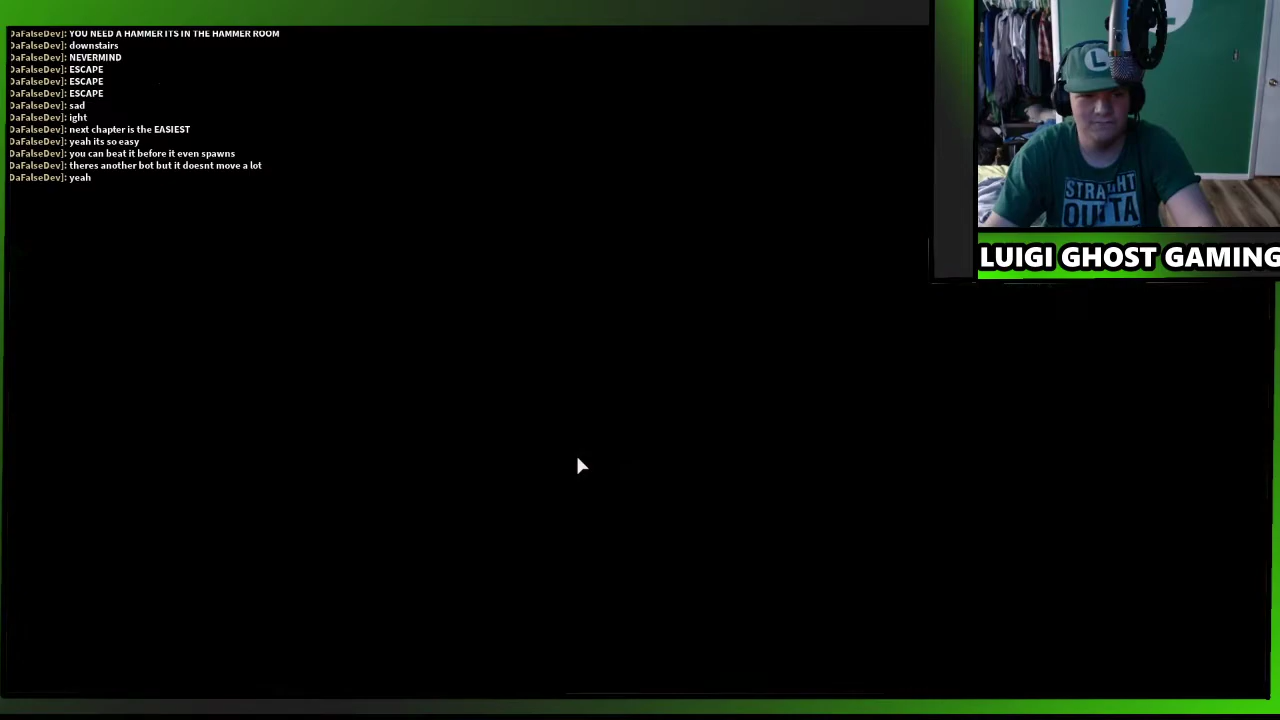 DaFalseDev]: YOU NEED A HAMMER ITS IN THE HAMMER ROOM
DaFalseDev]: downstairs
DaFalseDev]: NEVERMIND
DaFalseDev]: ESCAPE
DaFalseDev]: ESCAPE
DaFalseDev]: ESCAPE
DaFalseDev]: sad
DaFalseDev]: ight
DaFalseDev]: next chapter is the EASIEST
DaFalseDev]: yeah its so easy
DaFalseDev]: you can beat it before it even spawns
DaFalseDev]: theres another bot but it doesnt move a lot
DaFalseDev]: yeah
L
OUTTA
LUIGI GHOST GAMING